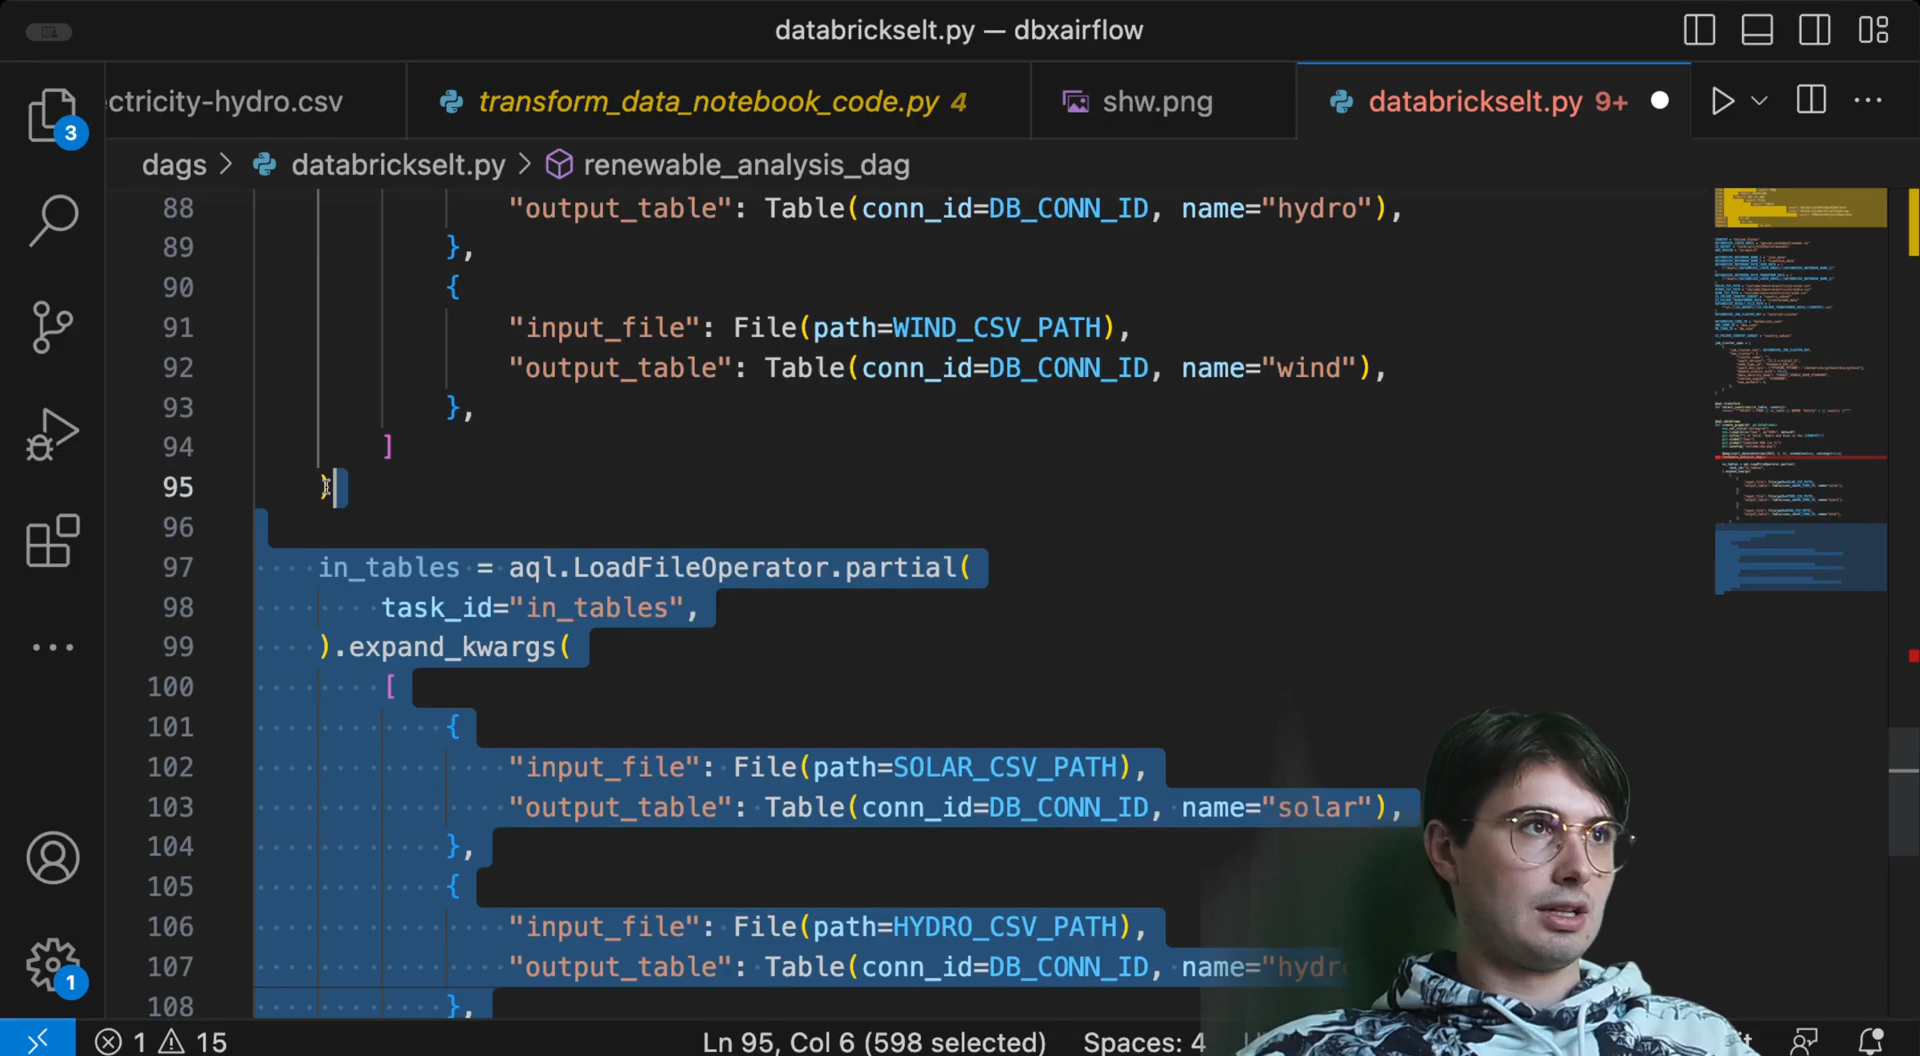 databrickselt.py — dbxairflow
ctricity-hydro.csv
transform_data_notebook_code.py 4
shw.png
databrickselt.py 9+
dags > databrickselt.py > renewable_analysis_dag
88 "output_table": Table(conn_id=DB_CONN_ID, name="hydro"),
89 },
90 {
91 "input_file": File(path=WIND_CSV_PATH),
92 "output_table": Table(conn_id=DB_CONN_ID, name="wind"),
93 },
94 ]
95 )
96
97 in_tables = aql.LoadFileOperator.partial(
98 task_id="in_tables",
99 ).expand_kwargs(
100 [
101 {
102 "input_file": File(path=SOLAR_CSV_PATH),
103 "output_table": Table(conn_id=DB_CONN_ID, name="solar"),
104 },
105 {
106 "input_file": File(path=HYDRO_CSV_PATH),
107 "output_table": Table(conn_id=DB_CONN_ID, name="hydr
108 },
3
1
1 15
Ln 95, Col 6 (598 selected)
Spaces: 4